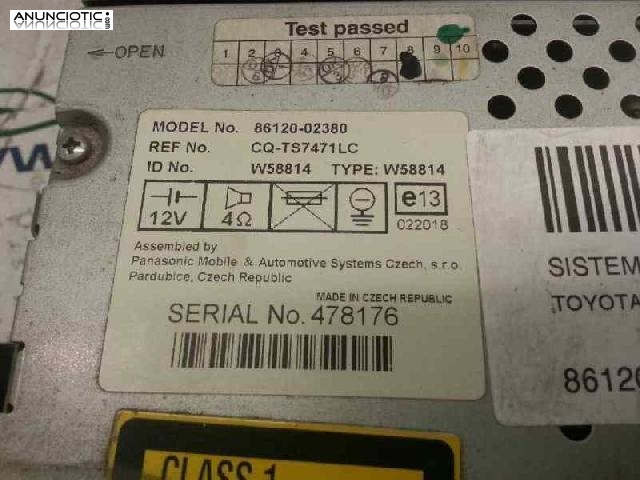 ANUNCIOTIC!
.COM
OPEN
Test passed
1 2 3 4 5 6 7 8 9 10
MODEL No. 86120-02380
REF No. CQ-TS7471LC
ID No. W58814 TYPE: W58814
12V 4Ω e13
022018
Assembled by
Panasonic Mobile & Automotive Systems Czech, s.r.o.
Pardubice, Czech Republic
MADE IN CZECH REPUBLIC
SERIAL No. 478176
SISTEM
TOYOTA
86120
CLASS 1